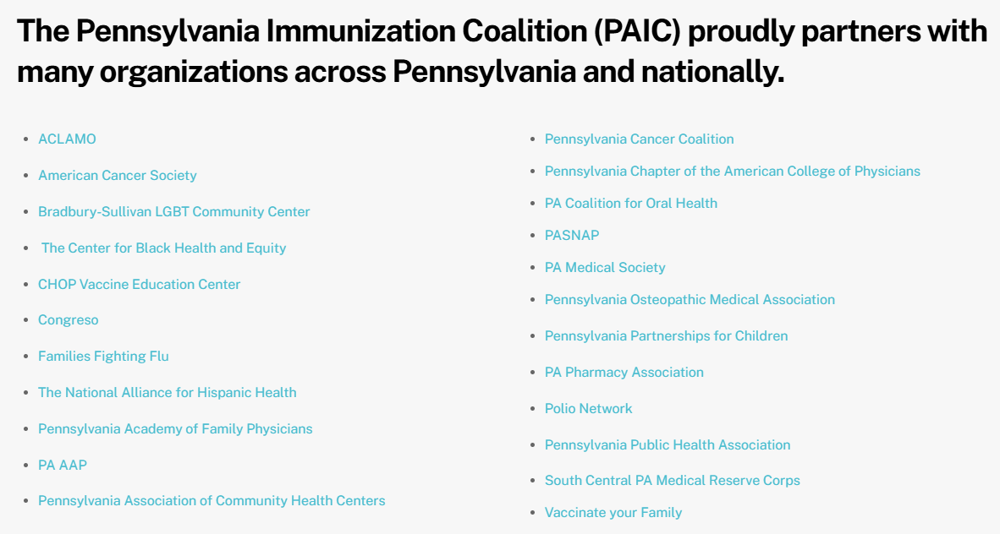 The Pennsylvania Immunization Coalition (PAIC) proudly partners with
many organizations across Pennsylvania and nationally.
ACLAMO
American Cancer Society
Bradbury-Sullivan LGBT Community Center
The Center for Black Health and Equity
CHOP Vaccine Education Center
Congreso
Families Fighting Flu
The National Alliance for Hispanic Health
Pennsylvania Academy of Family Physicians
PA AAP
Pennsylvania Association of Community Health Centers
Pennsylvania Cancer Coalition
Pennsylvania Chapter of the American College of Physicians
PA Coalition for Oral Health
PASNAP
PA Medical Society
Pennsylvania Osteopathic Medical Association
Pennsylvania Partnerships for Children
PA Pharmacy Association
Polio Network
Pennsylvania Public Health Association
South Central PA Medical Reserve Corps
Vaccinate your Family